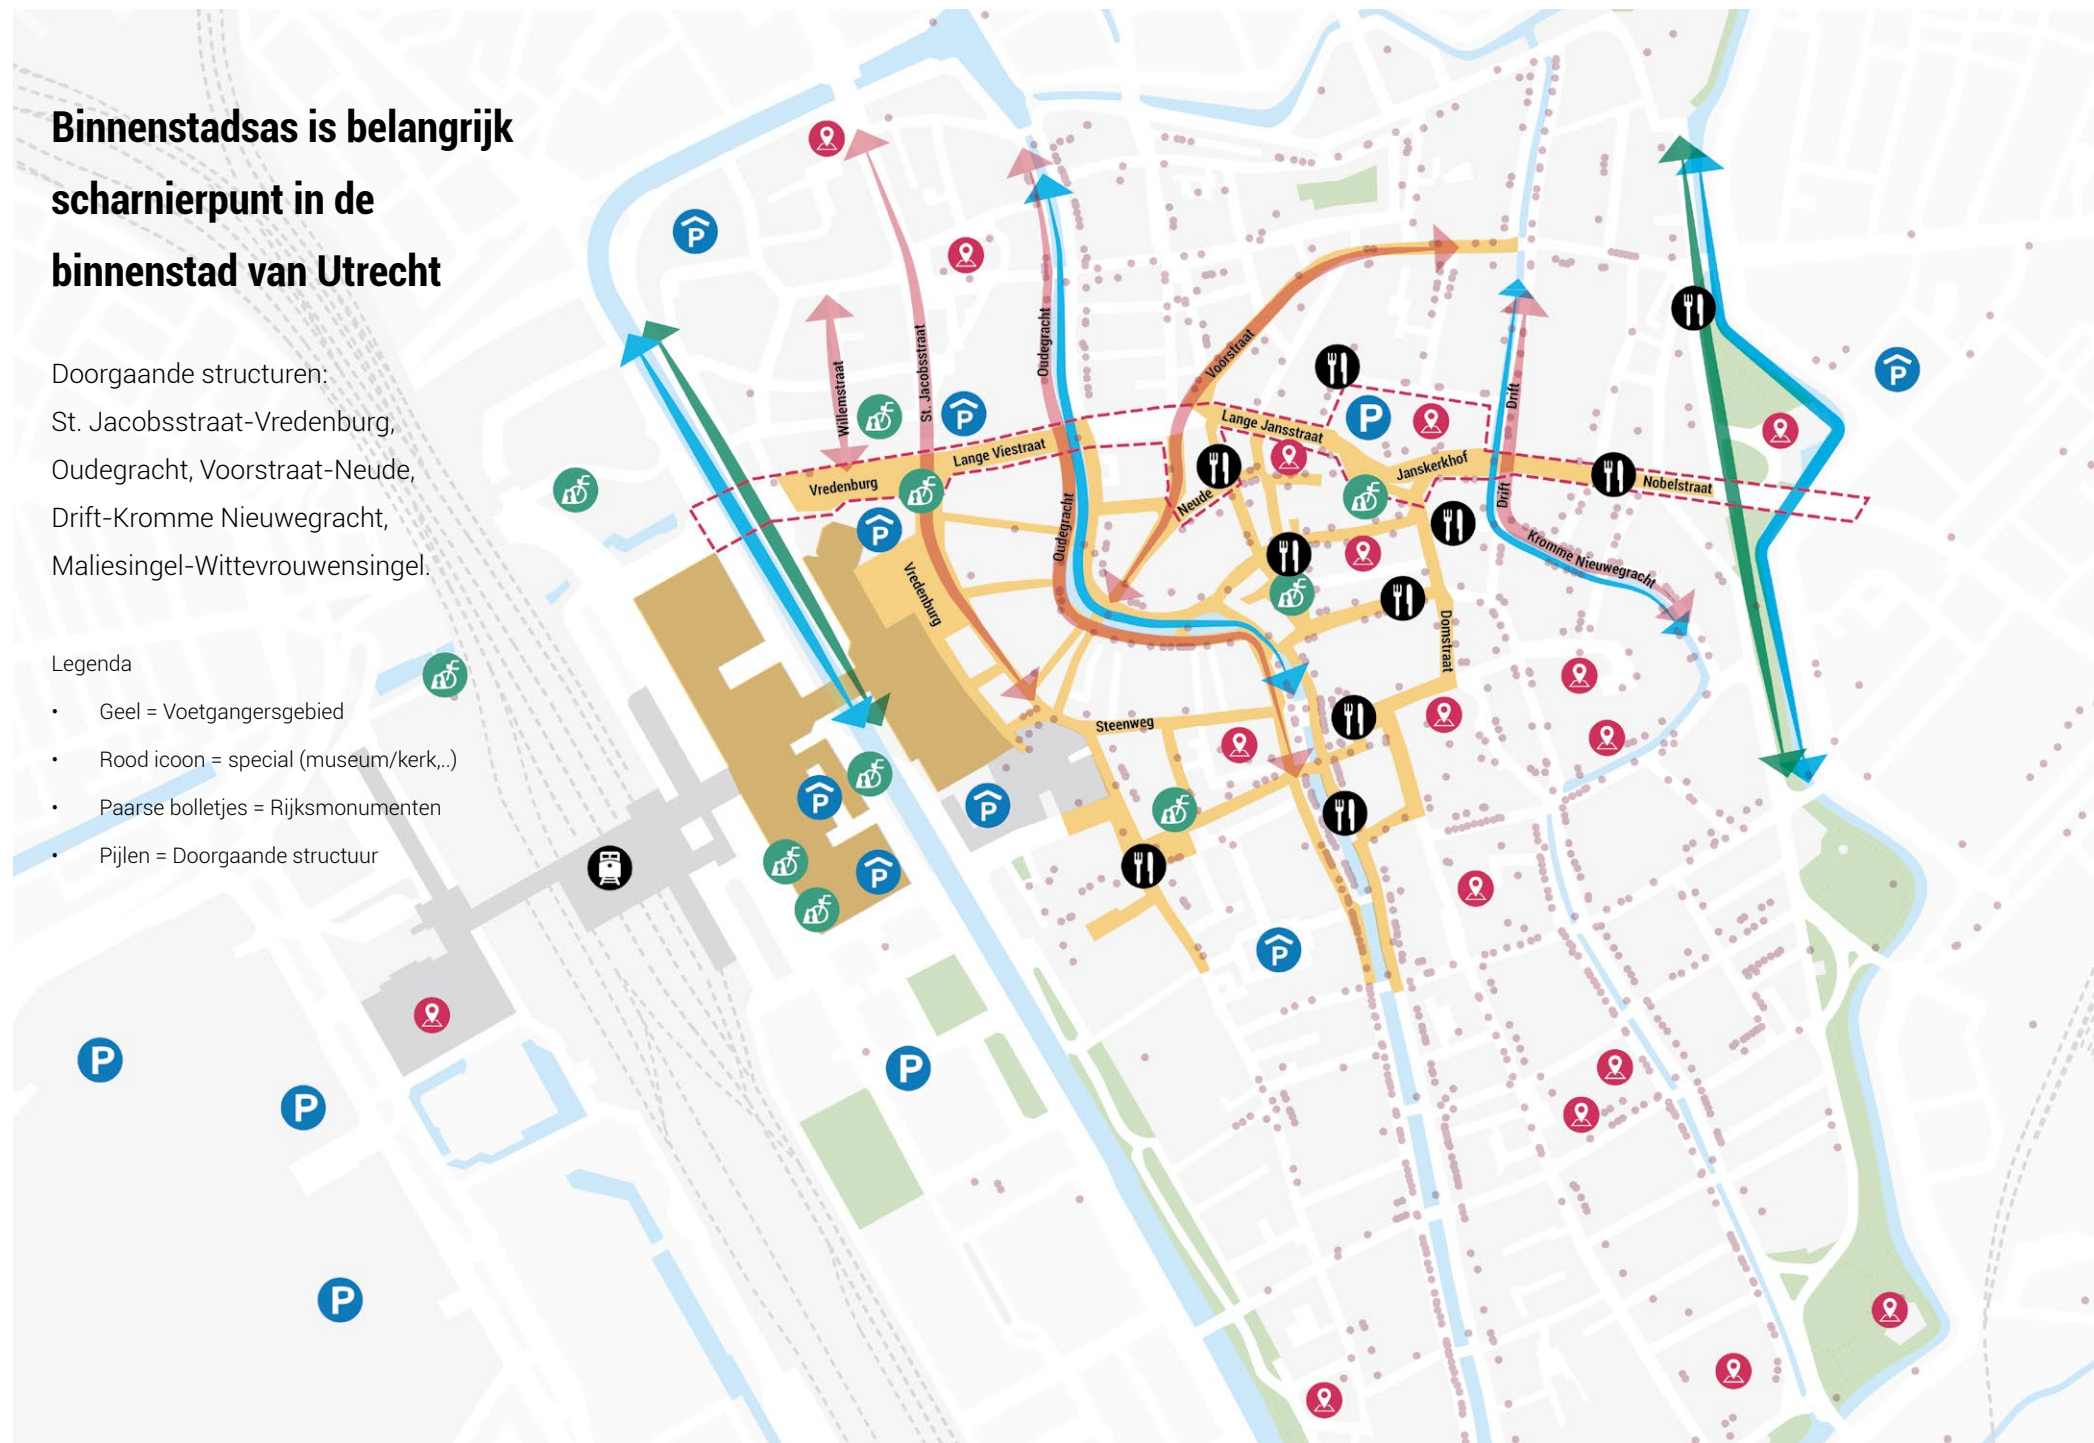 Binnenstadsas is belangrijk
scharnierpunt in de
binnenstad van Utrecht
Doorgaande structuren:
St. Jacobsstraat-Vredenburg,
Oudegracht, Voorstraat-Neude,
Drift-Kromme Nieuwegracht,
Maliesingel-Wittevrouwensingel.
Legenda
• Geel = Voetgangersgebied
• Rood icoon = special (museum/kerk,..)
• Paarse bolletjes = Rijksmonumenten
• Pijlen = Doorgaande structuur
Willemstraat
St. Jacobsstraat
Oudegracht
Voorstraat
Drift
Lange Jansstraat
Lange Viestraat
Janskerkhof
Vredenburg
Nobelstraat
Neude
Drift
Oudegracht
Kromme Nieuwegracht
Vredenburg
Domstraat
Steenweg
P
P
P
P
P
P
P
P
P
P
P
P
P
P